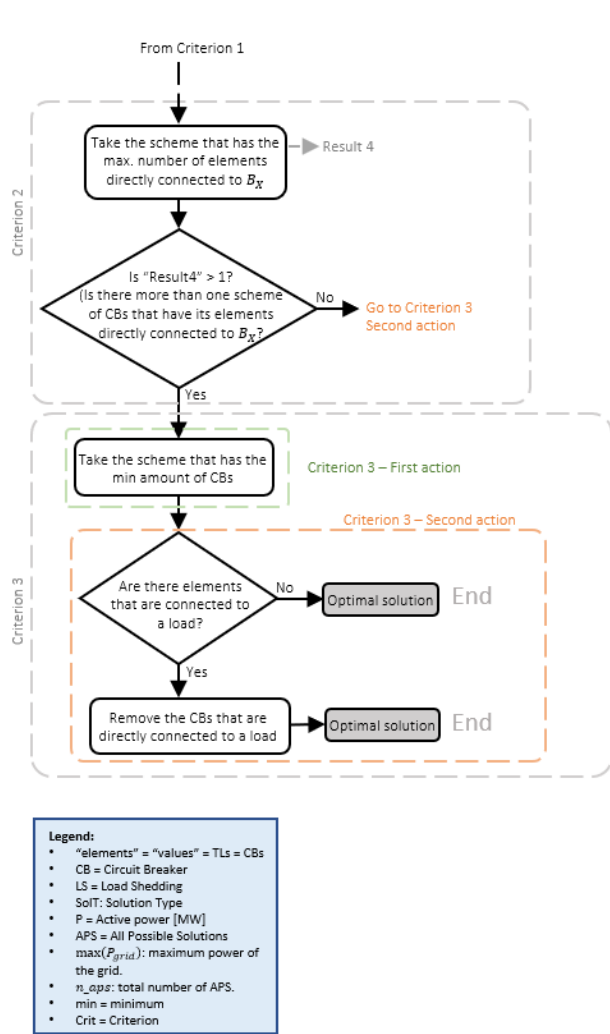 From Criterion 1
Criterion 2
Take the scheme that has the
max. number of elements
directly connected to B_X
Result 4
Is "Result4" > 1?
(Is there more than one scheme
of CBs that have its elements
directly connected to B_X?
No
Go to Criterion 3
Second action
Yes
Criterion 3
Take the scheme that has the
min amount of CBs
Criterion 3 – First action
Criterion 3 – Second action
Are there elements
that are connected to
a load?
No
Optimal solution
End
Yes
Remove the CBs that are
directly connected to a load
Optimal solution
End
Legend:
• "elements" = "values" = TLs = CBs
• CB = Circuit Breaker
• LS = Load Shedding
• SolT: Solution Type
• P = Active power [MW]
• APS = All Possible Solutions
• max(P_grid): maximum power of
the grid.
• n_aps: total number of APS.
• min = minimum
• Crit = Criterion